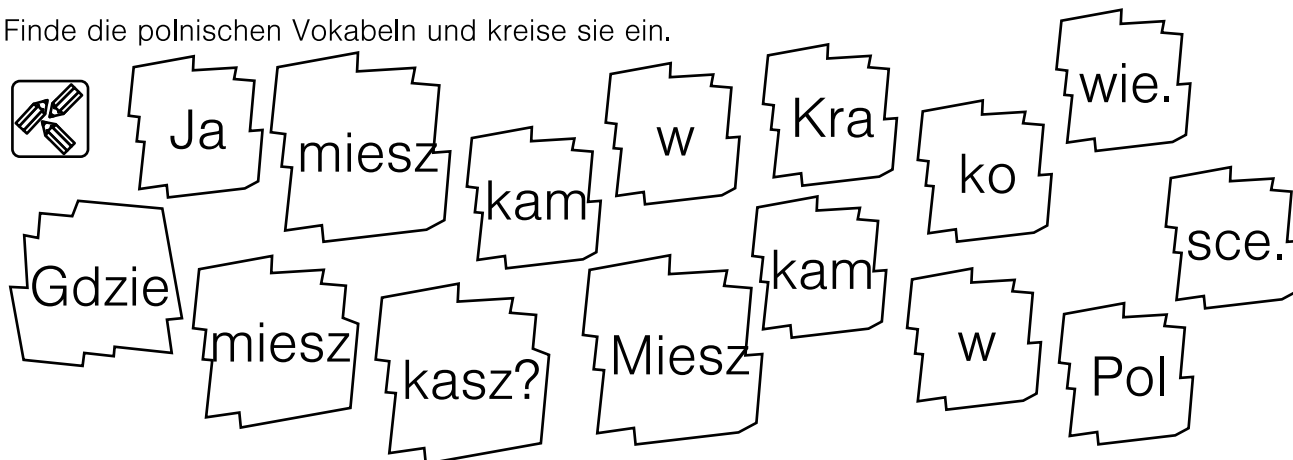 Finde die polnischen Vokabeln und kreise sie ein.
Ja miesz kam w Kra ko wie.
Gdzie miesz kasz? Miesz kam w Pol sce.